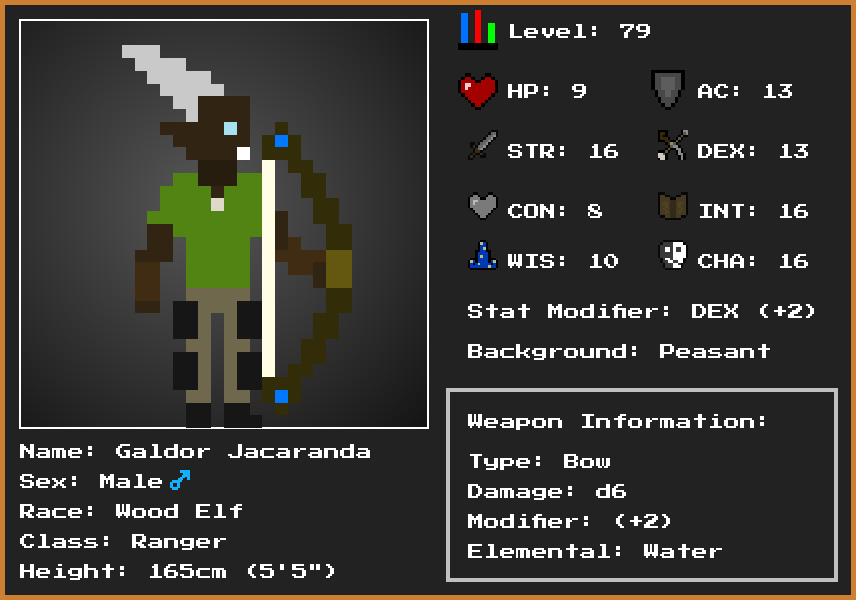 Level: 79
HP: 9
AC: 13
STR: 16
DEX: 13
CON: 8
INT: 16
WIS: 10
CHA: 16
Stat Modifier: DEX (+2)
Background: Peasant
Weapon Information:
Type: Bow
Damage: d6
Modifier: (+2)
Elemental: Water
Name: Galdor Jacaranda
Sex: Male♂
Race: Wood Elf
Class: Ranger
Height: 165cm (5'5")